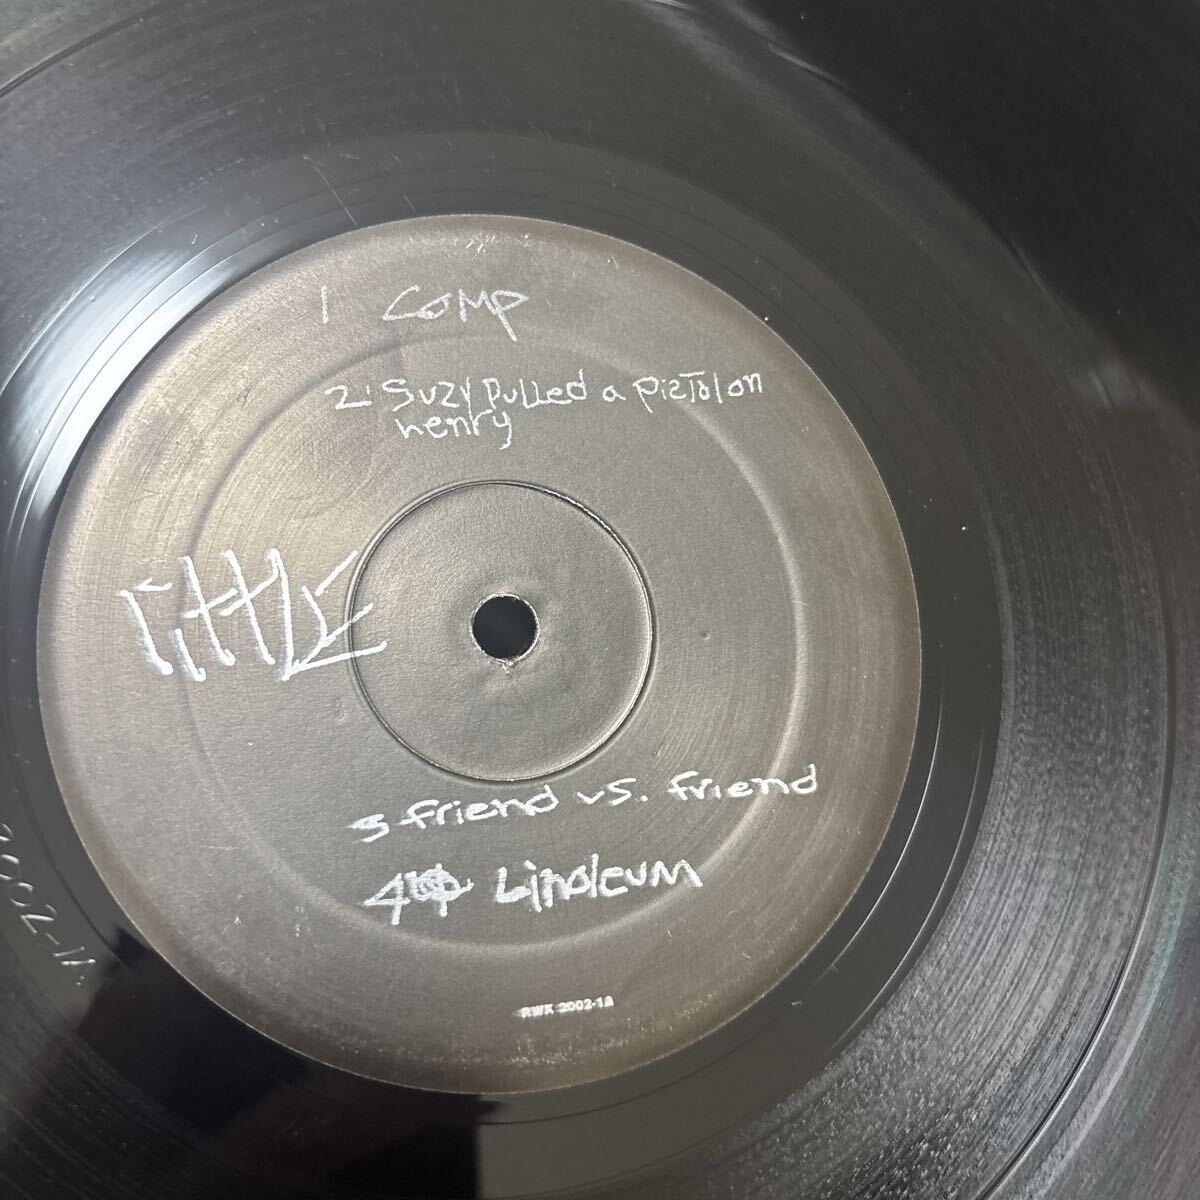 1 COMP
2 Suzy pulled a pistol on
henry
little
3 friend vs. friend
4 Linoleum
RWK 2002-1A
2002-1A